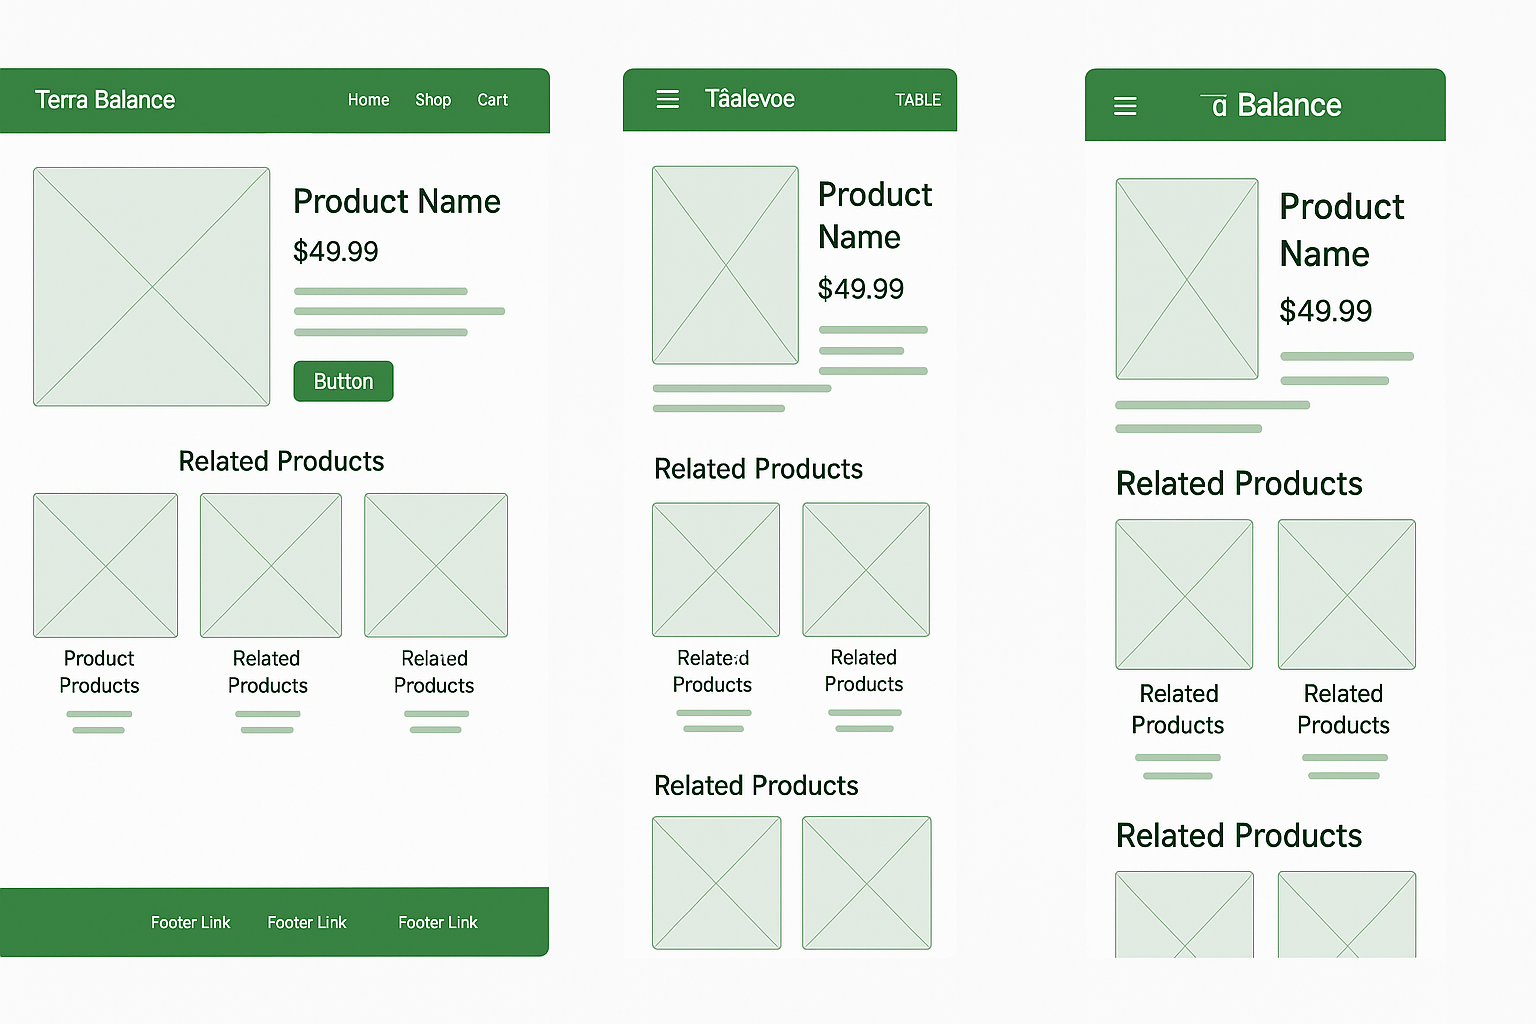 Terra Balance
Home Shop Cart
Product Name
$49.99
Button
Related Products
Product
Products
Related
Products
Related
Products
Footer Link Footer Link Footer Link
Tâalevoe
TABLE
Product
Name
$49.99
Related Products
Related
Products
Related
Products
Related Products
Balance
Product
Name
$49.99
Related Products
Related
Products
Related
Products
Related Products